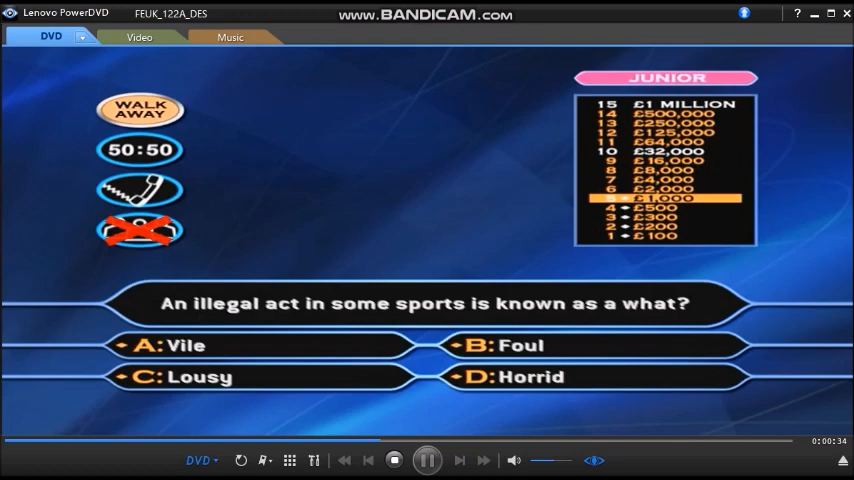 Lenovo PowerDVD
FEUK_122A_DES
www.BANDICAM.com
?
DVD
Video
Music
WALK
AWAY
50:50
JUNIOR
15 £1 MILLION
14 £500,000
13 £250,000
12 £125,000
11 £64,000
10 £32,000
9 £16,000
8 £8,000
7 £4,000
6 £2,000
5 £1,000
4 £500
3 £300
2 £200
1 £100
An illegal act in some sports is known as a what?
A: Vile
B: Foul
C: Lousy
D: Horrid
0:00:34
DVD